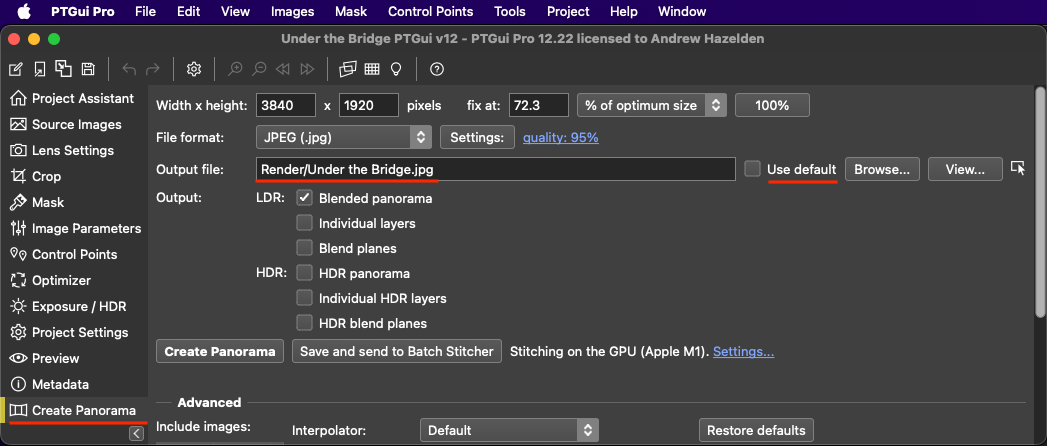 PTGui Pro File Edit View Images Mask Control Points Tools Project Help Window
Under the Bridge PTGui v12 - PTGui Pro 12.22 licensed to Andrew Hazelden
Project Assistant
Source Images
Lens Settings
Crop
Mask
Image Parameters
Control Points
Optimizer
Exposure / HDR
Project Settings
Preview
Metadata
Create Panorama
Width x height: 3840 x 1920 pixels fix at: 72.3 % of optimum size 100%
File format: JPEG (.jpg) Settings: quality: 95%
Output file: Render/Under the Bridge.jpg Use default Browse... View...
Output: LDR: Blended panorama
Individual layers
Blend planes
HDR: HDR panorama
Individual HDR layers
HDR blend planes
Create Panorama Save and send to Batch Stitcher Stitching on the GPU (Apple M1). Settings...
Advanced
Include images: Interpolator: Default Restore defaults